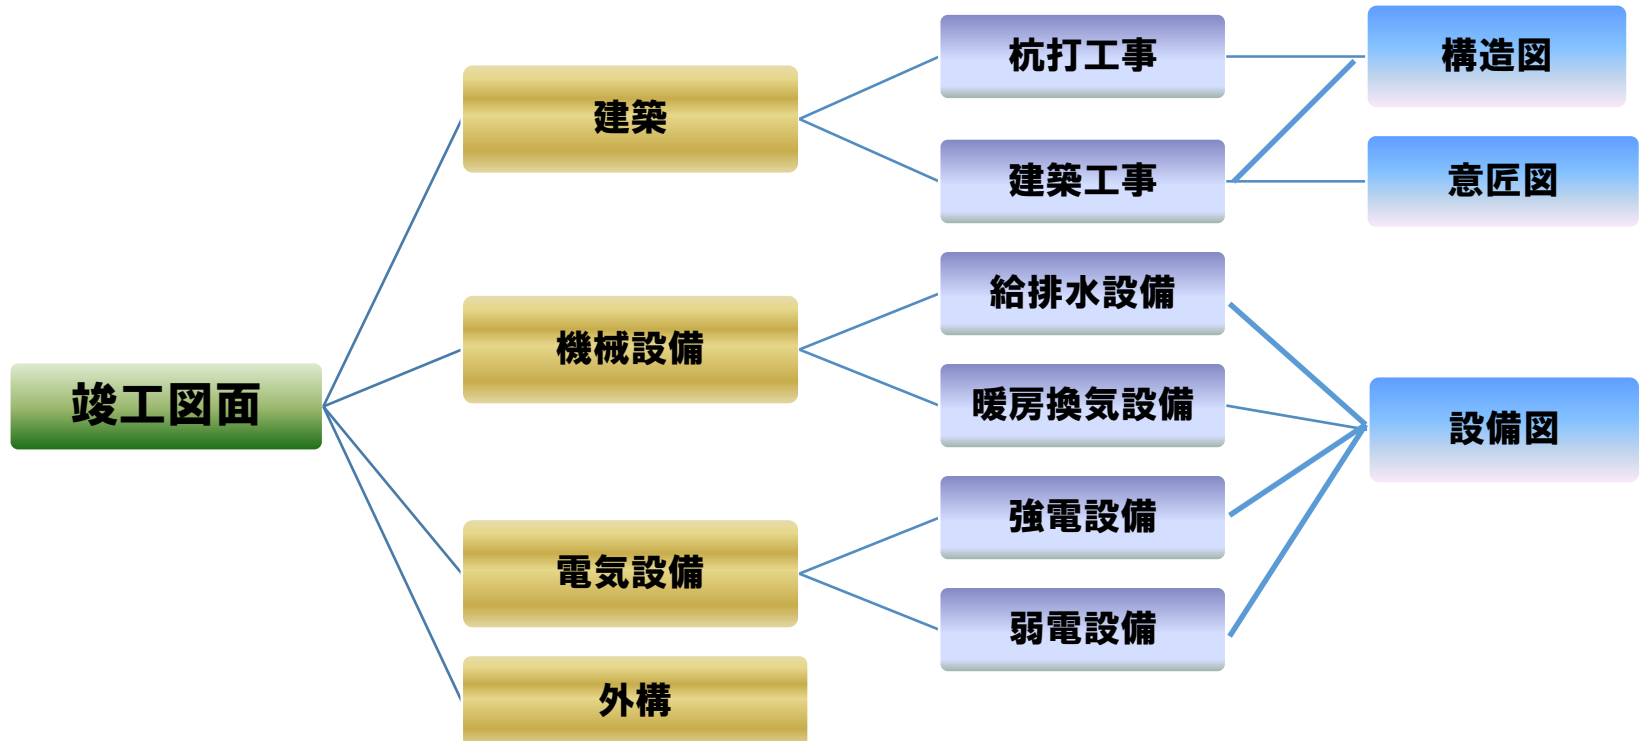 竣工図面
建築
機械設備
電気設備
外構
杭打工事
建築工事
給排水設備
暖房換気設備
強電設備
弱電設備
構造図
意匠図
設備図